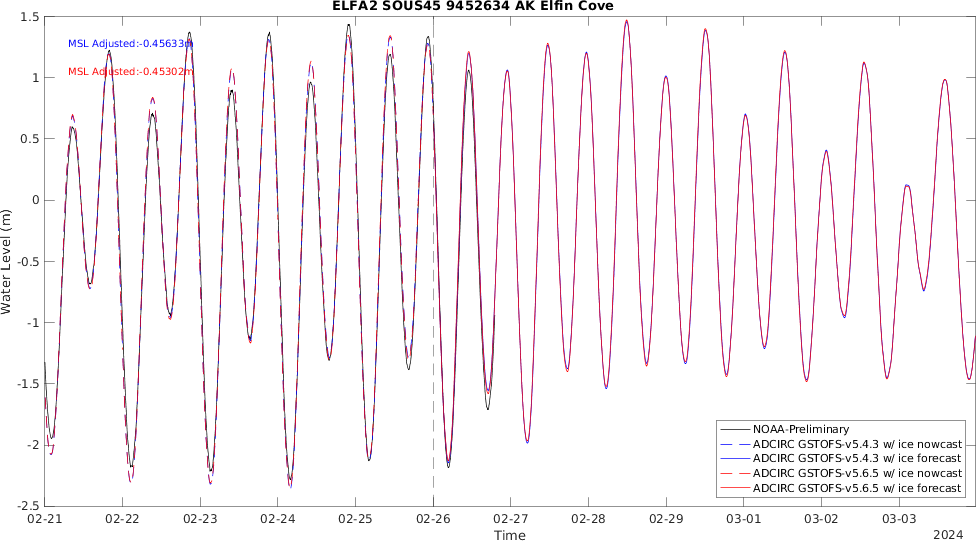 ELFA2 SOUS45 9452634 AK Elfin Cove
1.5
1
0.5
0
-0.5
-1
-1.5
-2
-2.5
Water Level (m)
MSL Adjusted:-0.45633m
MSL Adjusted:-0.45302m
NOAA-Preliminary
ADCIRC GSTOFS-v5.4.3 w/ ice nowcast
ADCIRC GSTOFS-v5.4.3 w/ ice forecast
ADCIRC GSTOFS-v5.6.5 w/ ice nowcast
ADCIRC GSTOFS-v5.6.5 w/ ice forecast
02-21 02-22 02-23 02-24 02-25 02-26 02-27 02-28 02-29 03-01 03-02 03-03
Time
2024